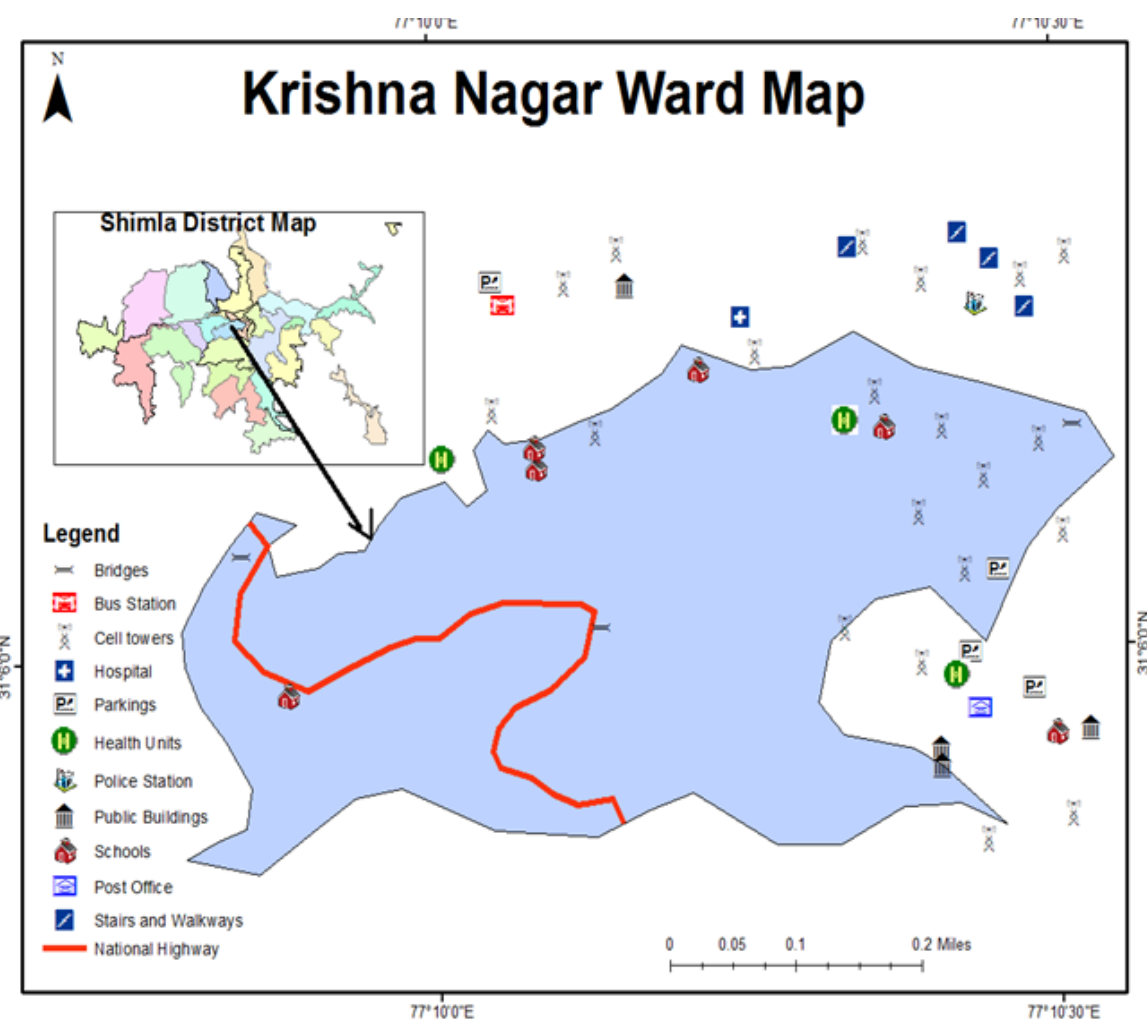 77°10'0"E
77°10'30"E
N
Krishna Nagar Ward Map
Shimla District Map
Legend
Bridges
Bus Station
Cell towers
Hospital
Parkings
Health Units
Police Station
Public Buildings
Schools
Post Office
Stairs and Walkways
National Highway
31°6'0"N
31°6'0"N
0 0.05 0.1 0.2 Miles
77°10'0"E
77°10'30"E